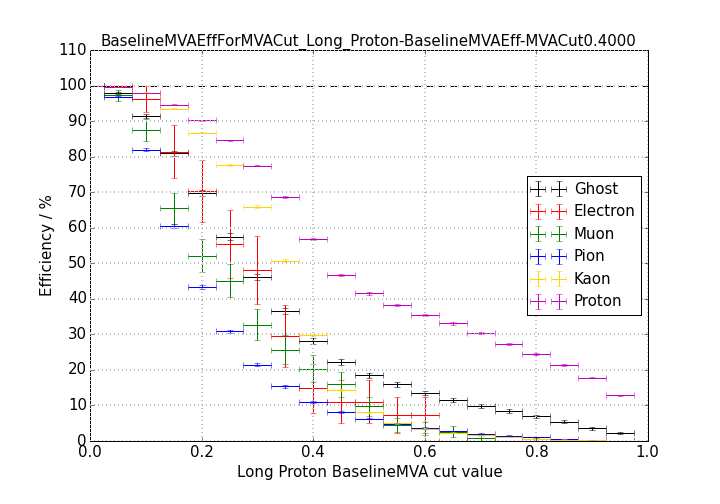 BaselineMVAEffForMVACut_Long_Proton-BaselineMVAEff-MVACut0.4000
110
100
90
80
70
60
50
40
30
20
10
0
Efficiency / %
Ghost
Electron
Muon
Pion
Kaon
Proton
0.0 0.2 0.4 0.6 0.8 1.0
Long Proton BaselineMVA cut value